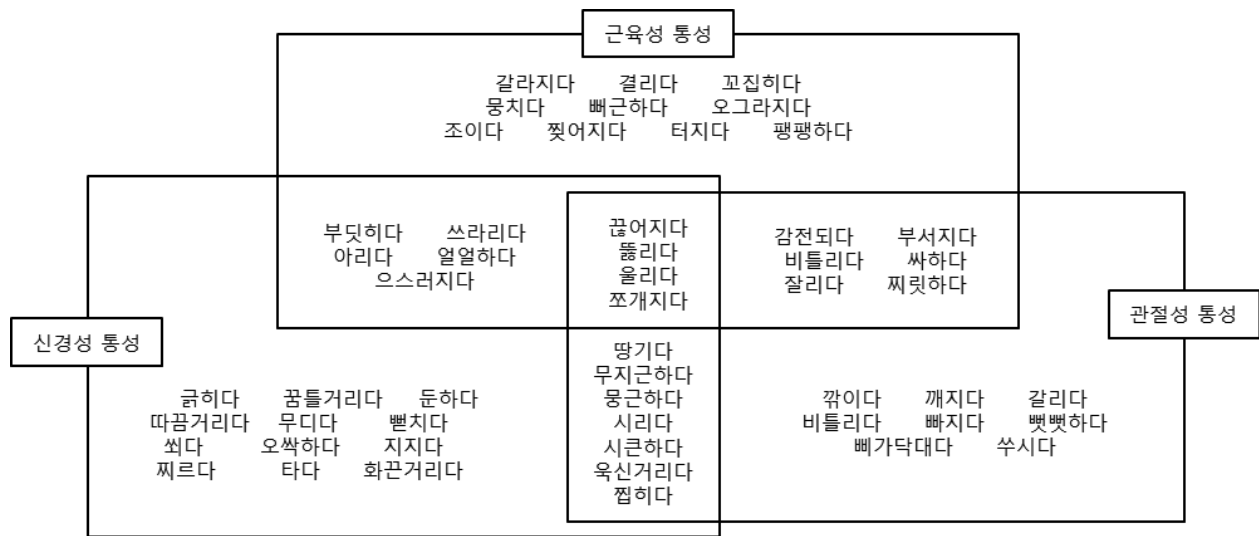 근육성 통성
갈라지다 결리다 꼬집히다
뭉치다 뻐근하다 오그라지다
조이다 찢어지다 터지다 팽팽하다
부딧히다 쓰라리다
아리다 얼얼하다
으스러지다
끊어지다
뚫리다
울리다
쪼개지다
감전되다 부서지다
비틀리다 싸하다
잘리다 찌릿하다
신경성 통성
관절성 통성
긁히다 꿈틀거리다 둔하다
따끔거리다 무디다 뻗치다
쐬다 오싹하다 지지다
찌르다 타다 화끈거리다
땅기다
무지근하다
뭉근하다
시리다
시큰하다
욱신거리다
찝히다
깎이다 깨지다 갈리다
비틀리다 빠지다 뻣뻣하다
삐가닥대다 쑤시다